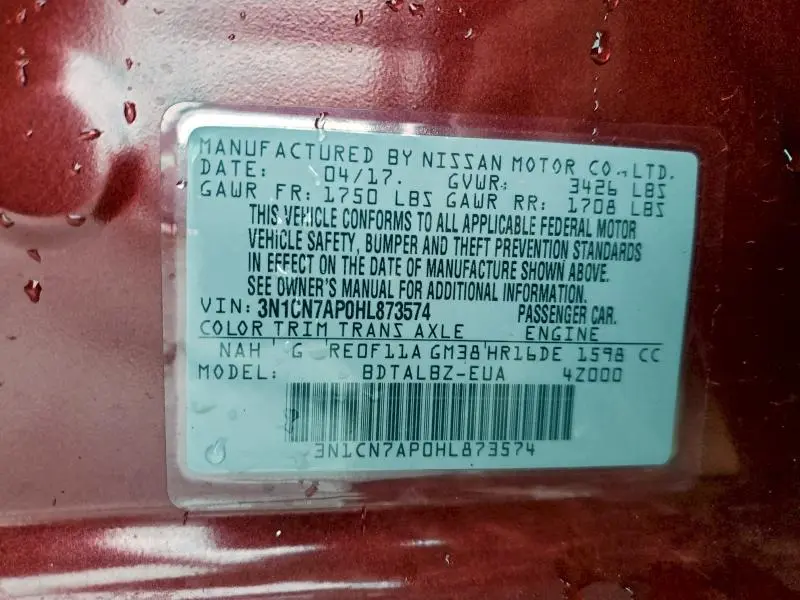 MANUFACTURED BY NISSAN MOTOR CO.,LTD.
DATE: 04/17. GVWR: 3426 LBS
GAWR FR: 1750 LBS GAWR RR: 1708 LBS
THIS VEHICLE CONFORMS TO ALL APPLICABLE FEDERAL MOTOR
VEHICLE SAFETY, BUMPER AND THEFT PREVENTION STANDARDS
IN EFFECT ON THE DATE OF MANUFACTURE SHOWN ABOVE.
SEE OWNER'S MANUAL FOR ADDITIONAL INFORMATION.
VIN: 3N1CN7AP0HL873574 PASSENGER CAR.
COLOR TRIM TRANS AXLE ENGINE
NAH G RE0F11A GM38 HR16DE 1598 CC
MODEL: BDTALBZ-EUA 4Z000
3N1CN7AP0HL873574